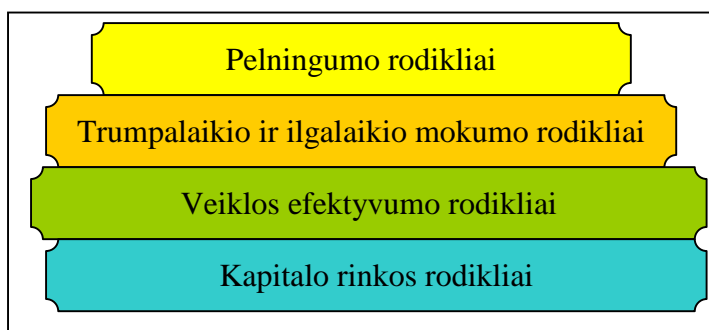 Pelningumo rodikliai
Trumpalaikio ir ilgalaikio mokumo rodikliai
Veiklos efektyvumo rodikliai
Kapitalo rinkos rodikliai